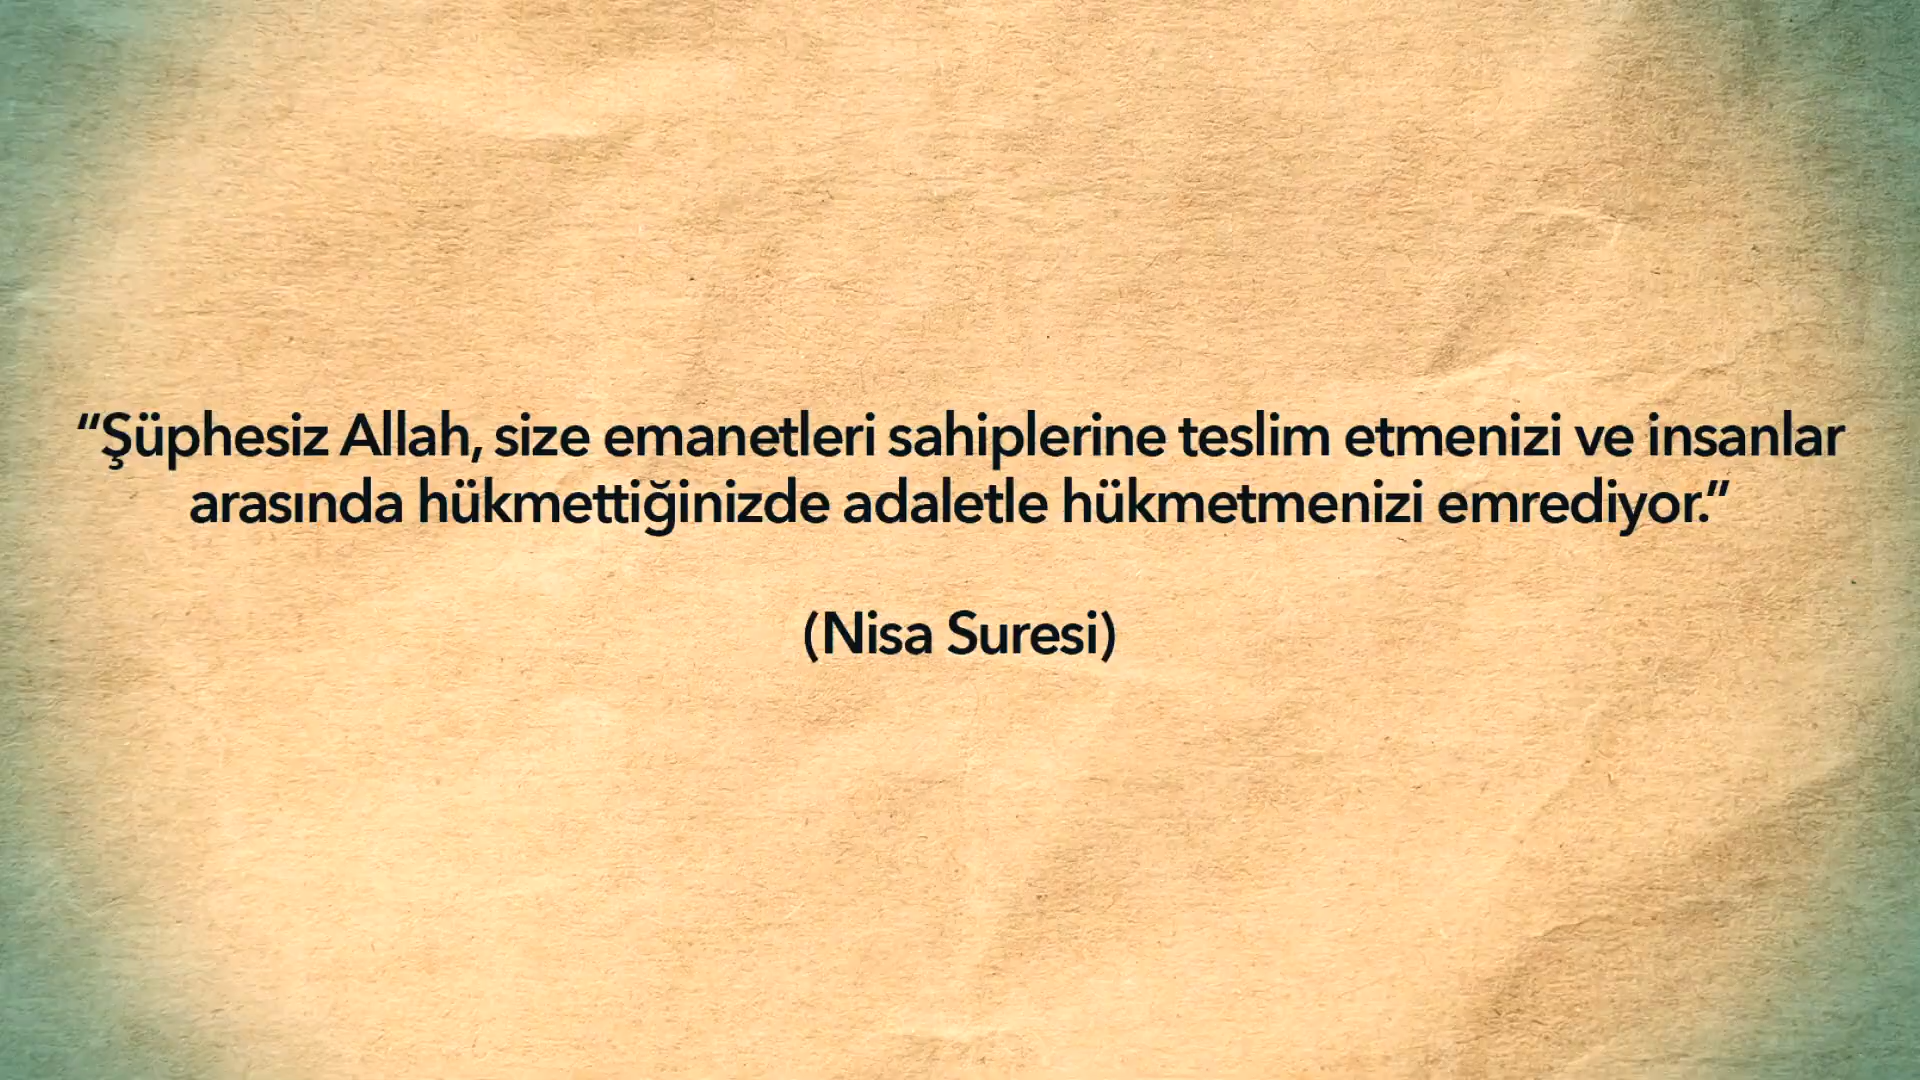 “Şüphesiz Allah, size emanetleri sahiplerine teslim etmenizi ve insanlar
arasında hükmettiğinizde adaletle hükmetmenizi emrediyor.”
(Nisa Suresi)